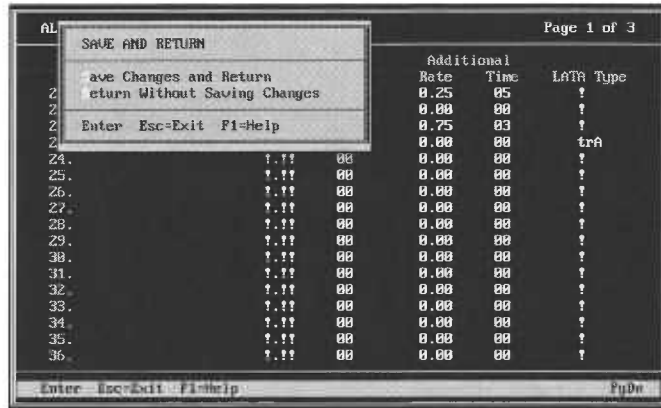 AL Page 1 of 3
SAVE AND RETURN
Additional
ave Changes and Return Rate Time LATA Type
2 eturn Without Saving Changes 0.25 05 !
2 0.00 00 !
2 Enter Esc=Exit F1=Help 0.75 03 !
2 0.00 00 trA
24. !.!! 00 0.00 00 !
25. !.!! 00 0.00 00 !
26. !.!! 00 0.00 00 !
27. !.!! 00 0.00 00 !
28. !.!! 00 0.00 00 !
29. !.!! 00 0.00 00 !
30. !.!! 00 0.00 00 !
31. !.!! 00 0.00 00 !
32. !.!! 00 0.00 00 !
33. !.!! 00 0.00 00 !
34. !.!! 00 0.00 00 !
35. !.!! 00 0.00 00 !
36. !.!! 00 0.00 00 !
Enter Esc=Exit F1=Help PgDn